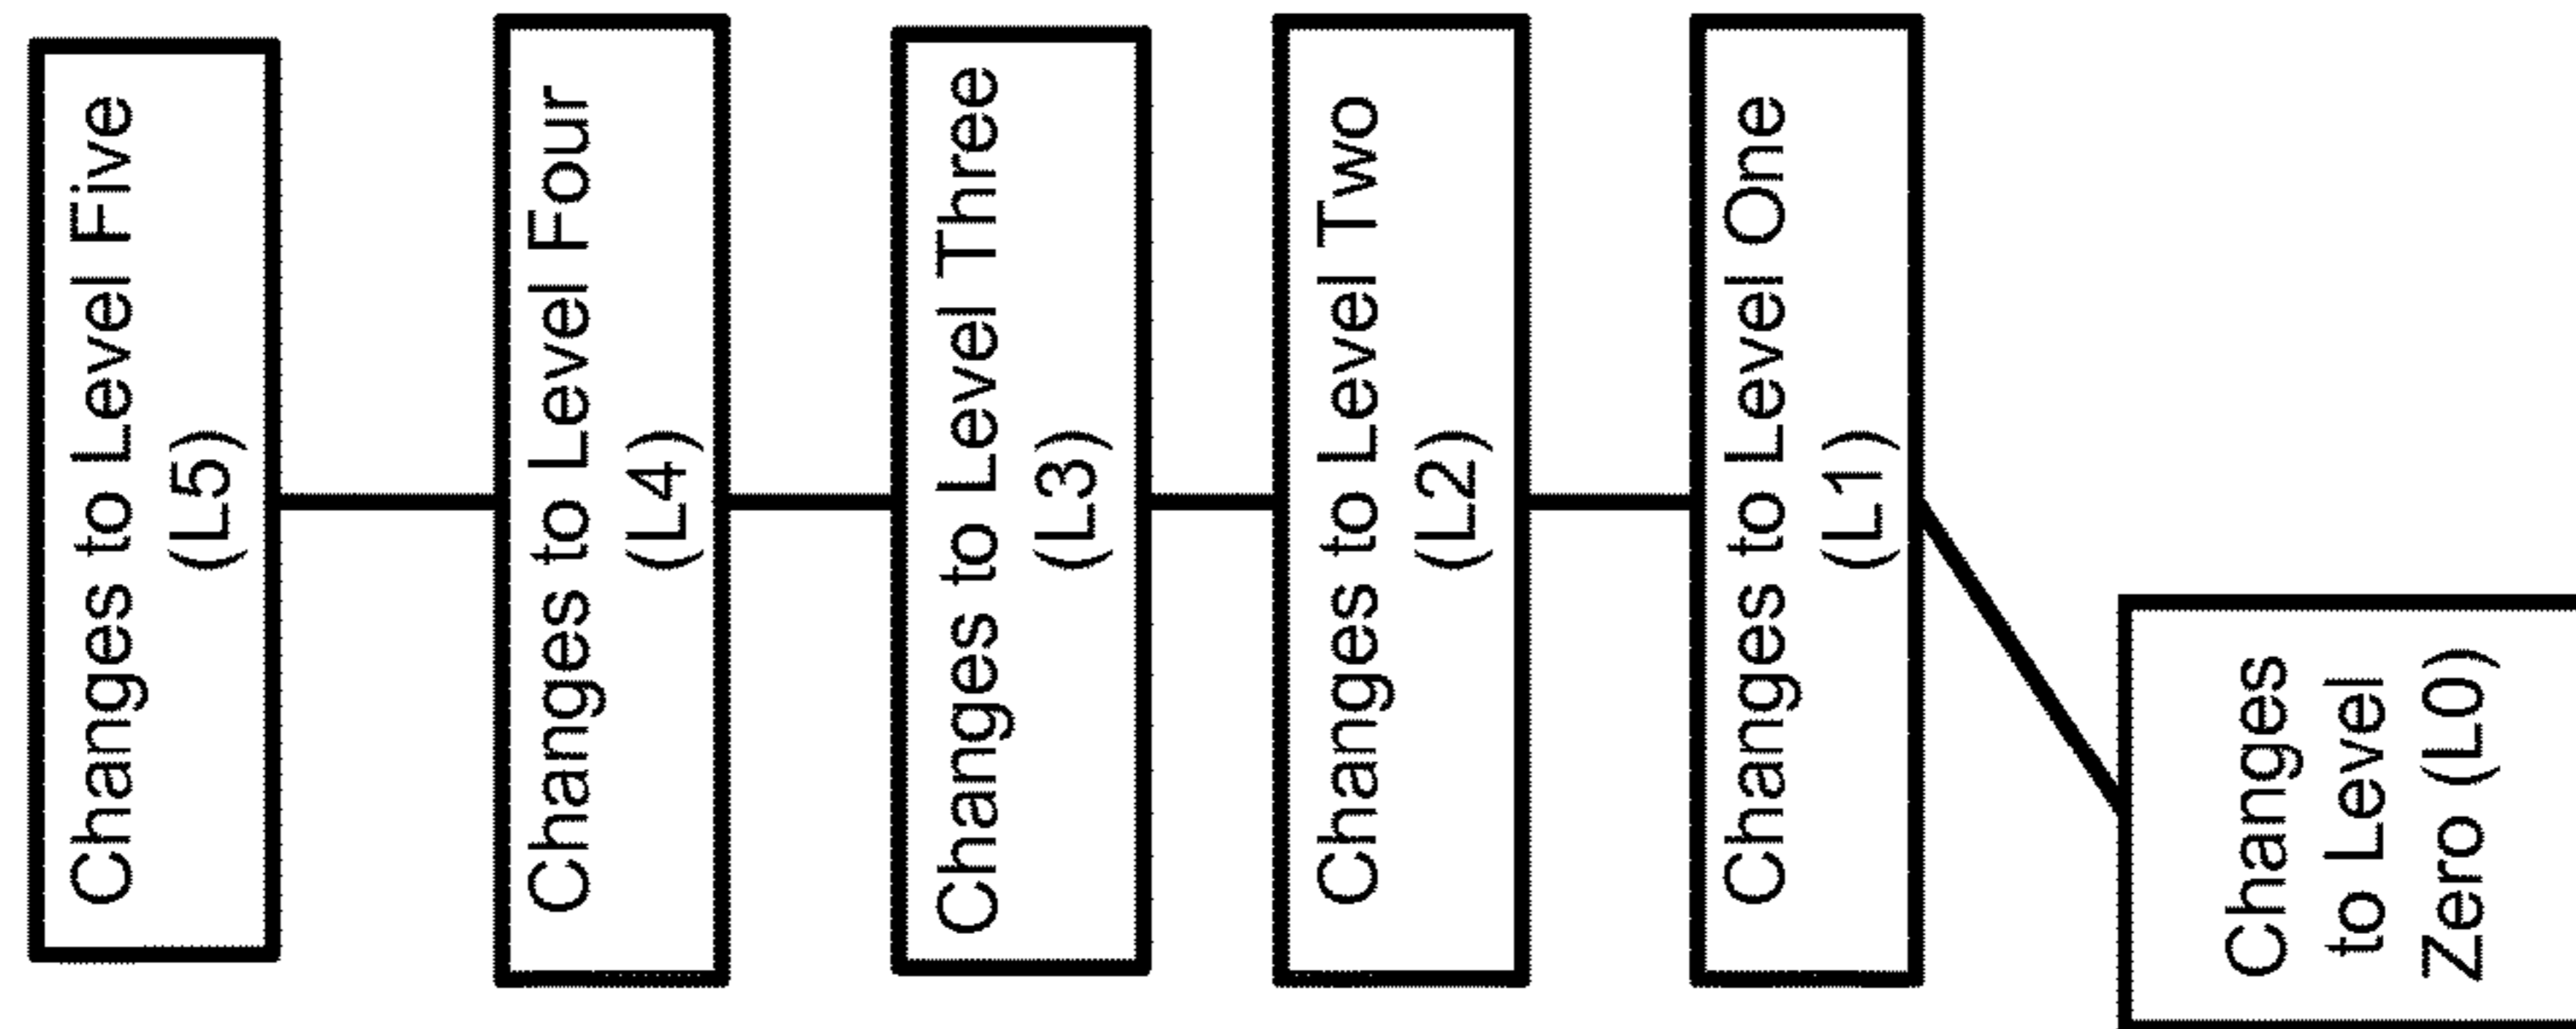 Changes to Level Five
(L5)
Changes to Level Four
(L4)
Changes to Level Three
(L3)
Changes to Level Two
(L2)
Changes to Level One
(L1)
Changes
to Level
Zero (L0)